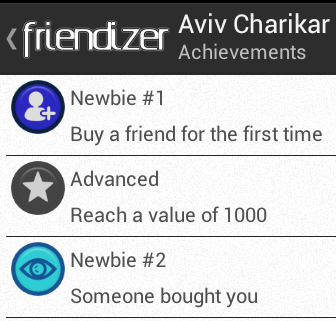 friendizer
Aviv Charikar
Achievements
Newbie #1
Buy a friend for the first time
Advanced
Reach a value of 1000
Newbie #2
Someone bought you